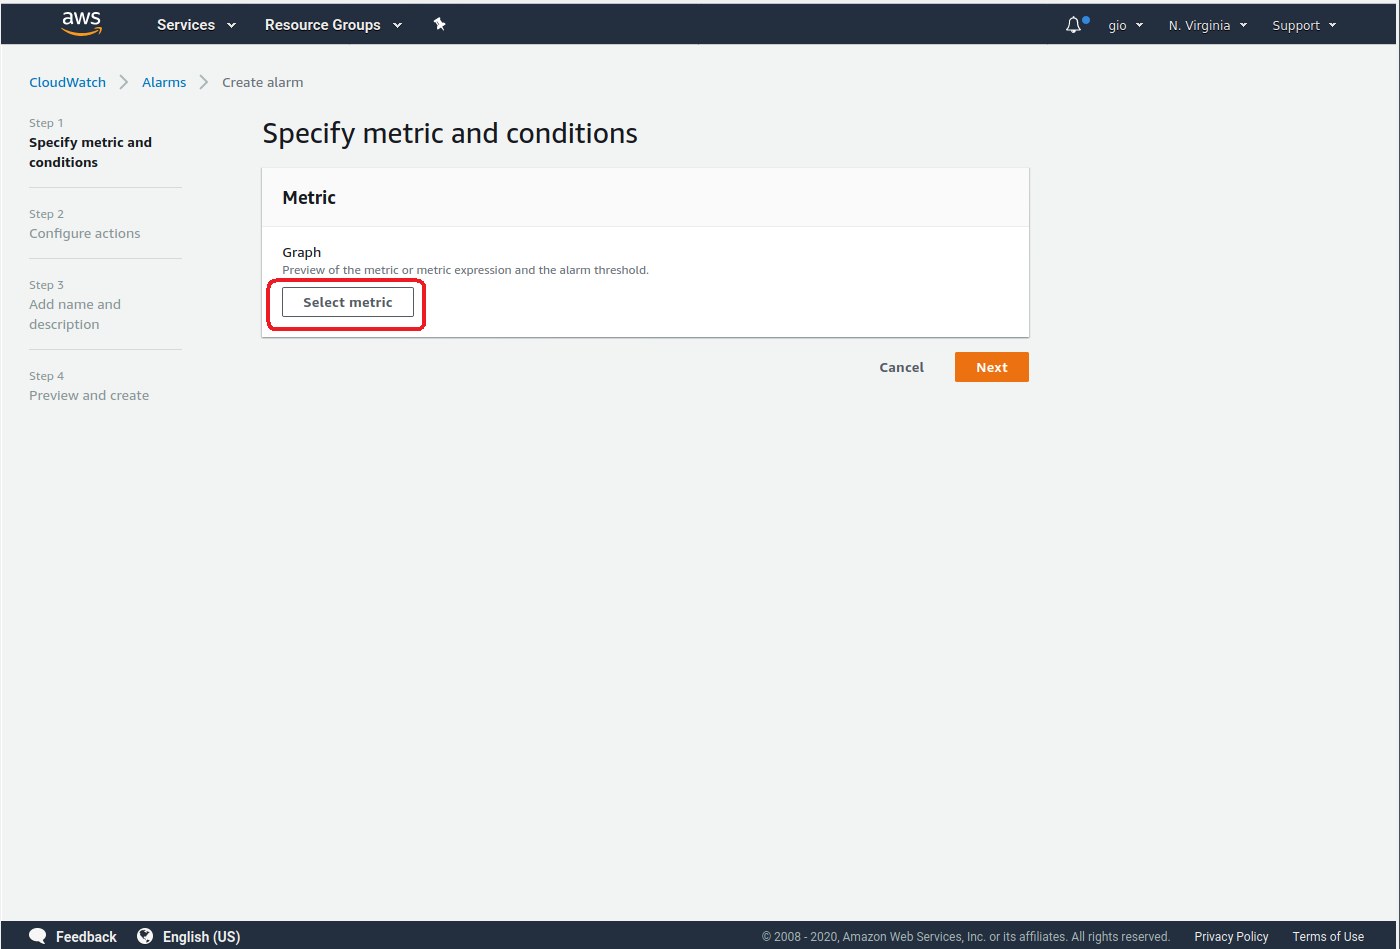 aws Services Resource Groups gio N. Virginia Support
CloudWatch Alarms Create alarm
Step 1
Specify metric and
conditions
Step 2
Configure actions
Step 3
Add name and
description
Step 4
Preview and create
Specify metric and conditions
Metric
Graph
Preview of the metric or metric expression and the alarm threshold.
Select metric
Cancel Next
Feedback English (US) © 2008 - 2020, Amazon Web Services, Inc. or its affiliates. All rights reserved. Privacy Policy Terms of Use